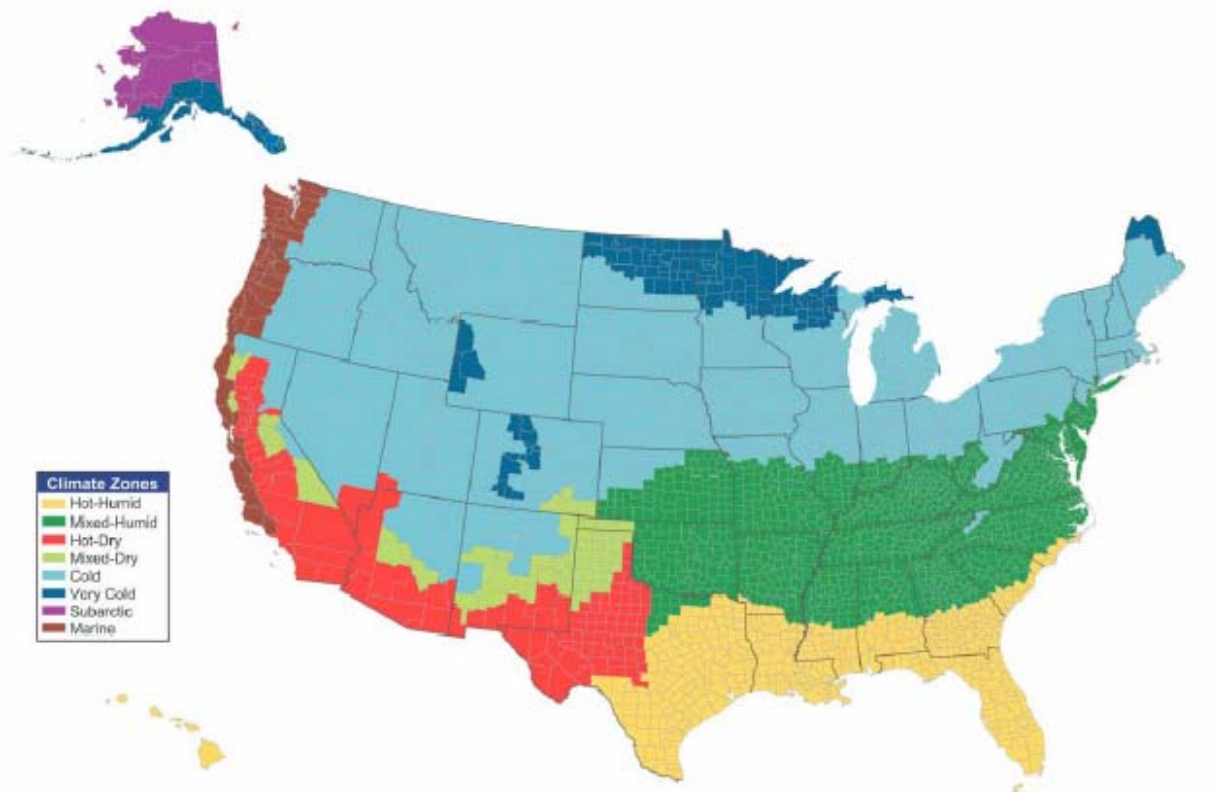 Climate Zones
Hot-Humid
Mixed-Humid
Hot-Dry
Mixed-Dry
Cold
Very Cold
Subarctic
Marine